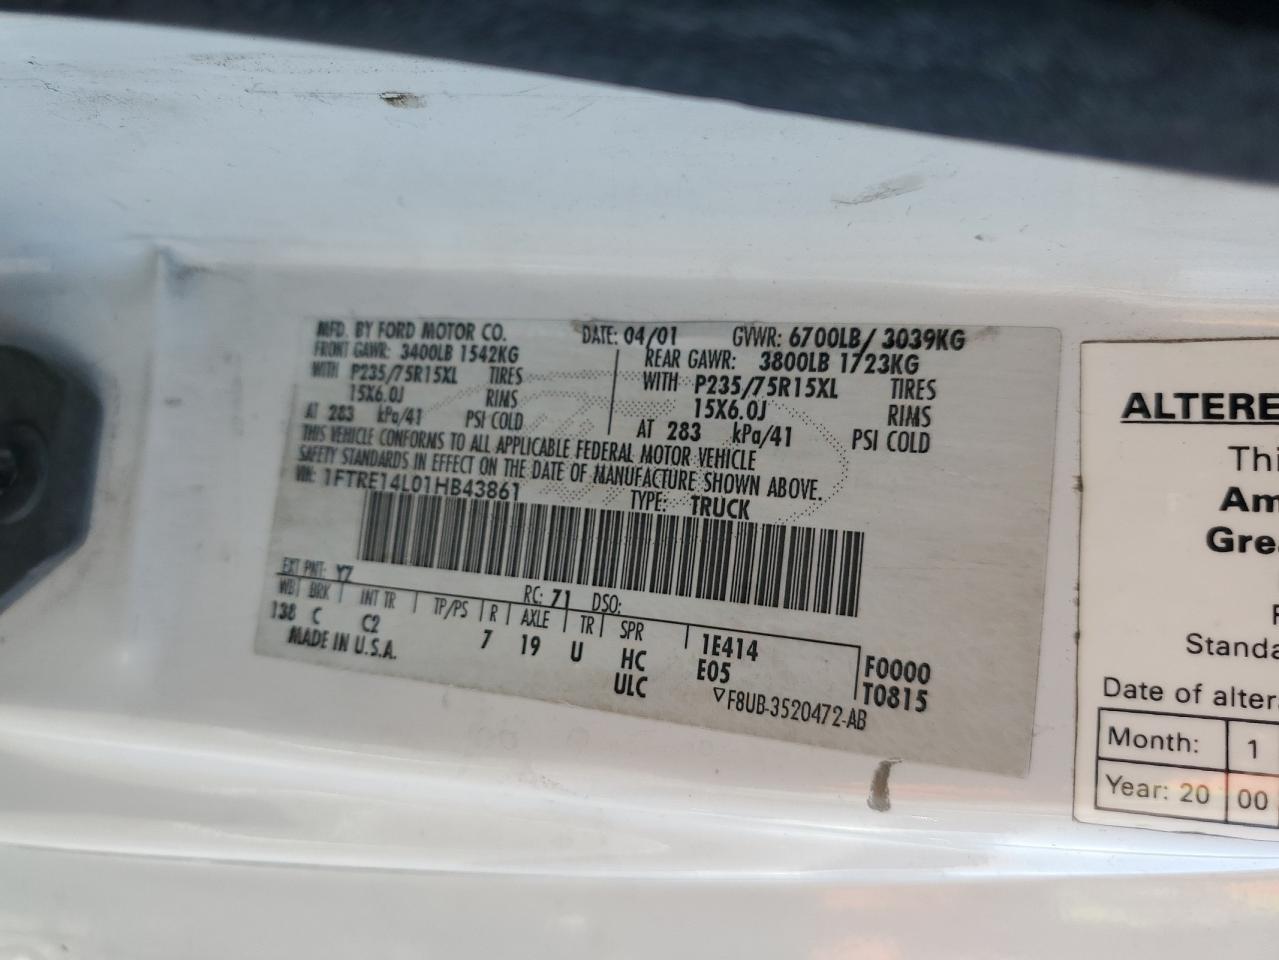 MFD. BY FORD MOTOR CO. DATE: 04/01 GVWR: 6700LB/ 3039KG
FRONT GAWR: 3400LB 1542KG REAR GAWR: 3800LB 1723KG
WITH P235/75R15XL TIRES WITH P235/75R15XL TIRES
15X6.0J RIMS 15X6.0J RIMS
AT 283 kPa/41 PSI COLD AT 283 kPa/41 PSI COLD
THIS VEHICLE CONFORMS TO ALL APPLICABLE FEDERAL MOTOR VEHICLE
SAFETY STANDARDS IN EFFECT ON THE DATE OF MANUFACTURE SHOWN ABOVE.
VIN: 1FTRE14L01HB43861 TYPE: TRUCK
EXT PNT: Y7 RC: 71 DSO:
WB BRK INT TR TP/PS R AXLE TR SPR
138 C C2 7 19 U HC 1E414 F0000
MADE IN U.S.A. ULC E05 T0815
▽F8UB-3520472-AB
ALTERE
Thi
Am
Gre
Standa
Date of alter
Month: 1
Year: 20 00